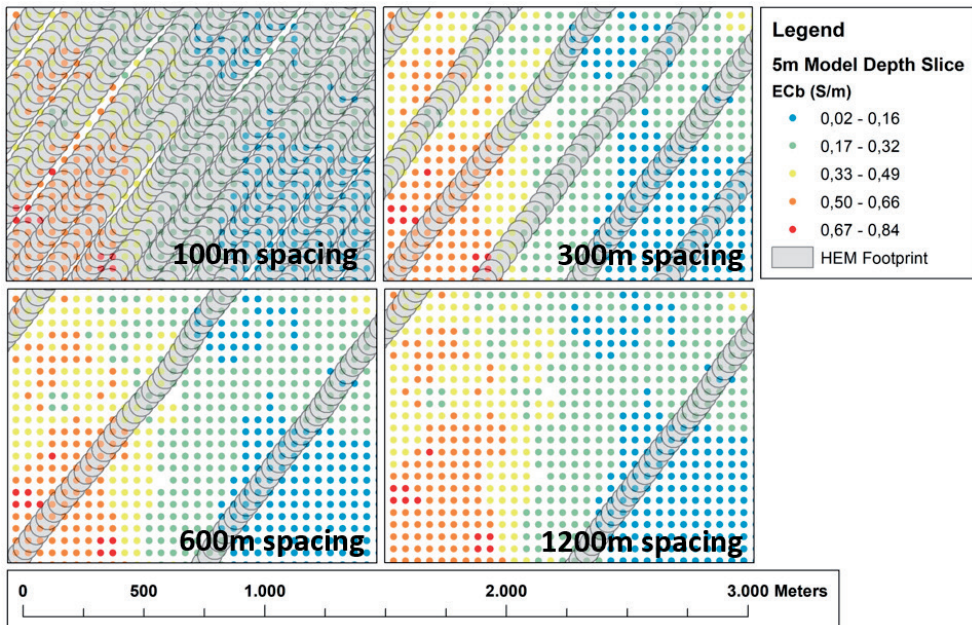 100m spacing
300m spacing
Legend
5m Model Depth Slice
ECb (S/m)
0,02 - 0,16
0,17 - 0,32
0,33 - 0,49
0,50 - 0,66
0,67 - 0,84
HEM Footprint
600m spacing
1200m spacing
0 500 1.000 2.000 3.000 Meters